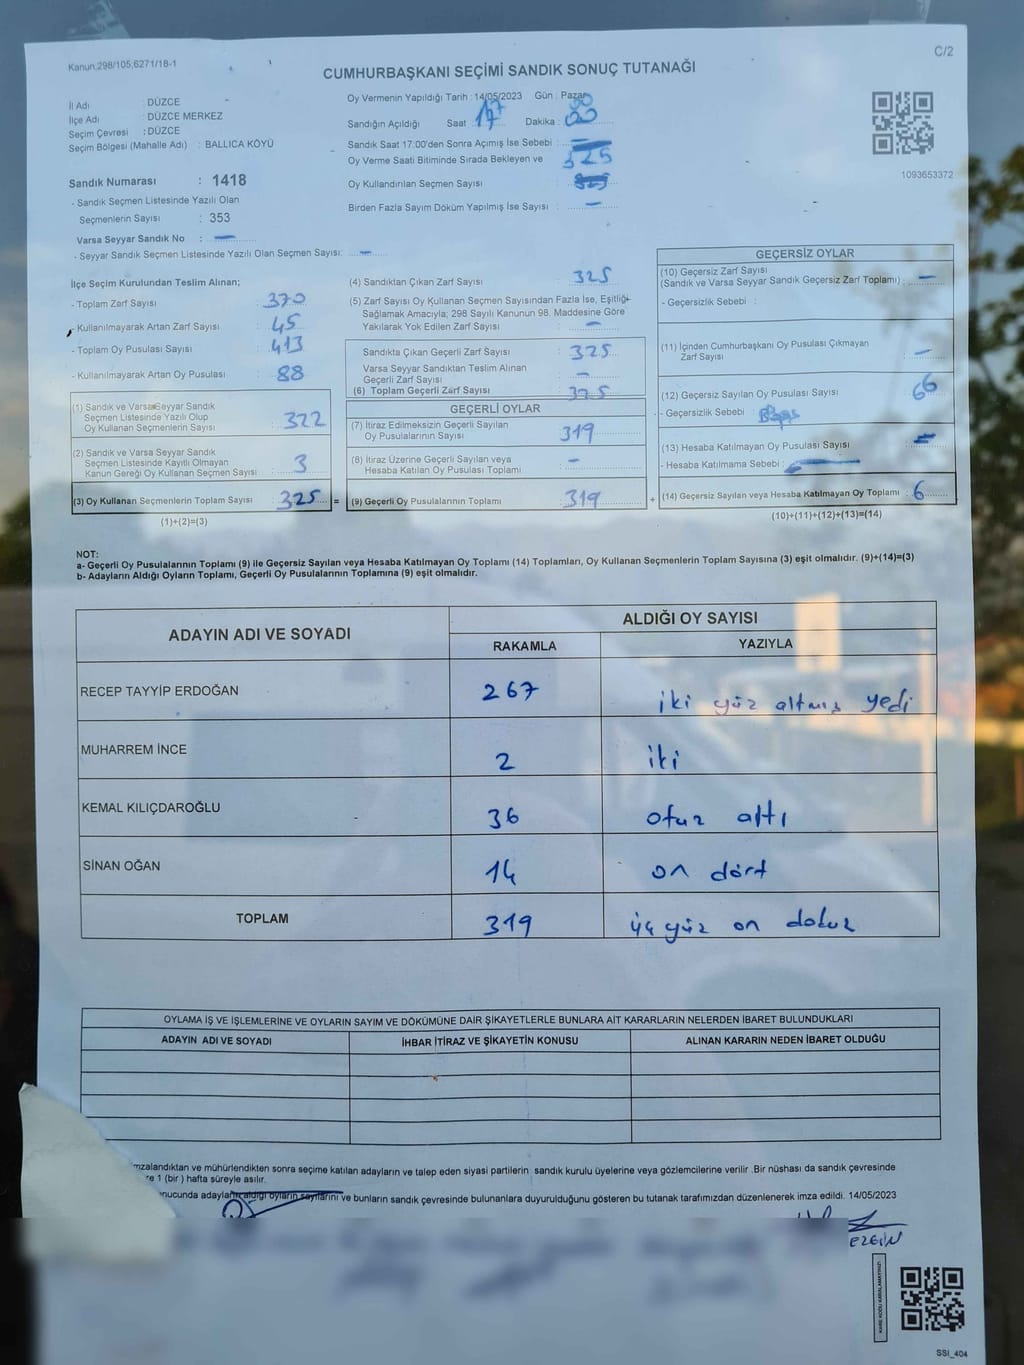 Kanun:298/105,6271/18-1
C/2
CUMHURBAŞKANI SEÇİMİ SANDIK SONUÇ TUTANAĞI
İl Adı : DÜZCE
İlçe Adı : DÜZCE MERKEZ
Seçim Çevresi : DÜZCE
Seçim Bölgesi (Mahalle Adı) : BALLICA KÖYÜ
Sandık Numarası : 1418
- Sandık Seçmen Listesinde Yazılı Olan
Seçmenlerin Sayısı : 353
Varsa Seyyar Sandık No : —
- Seyyar Sandık Seçmen Listesinde Yazılı Olan Seçmen Sayısı: —
Oy Vermenin Yapıldığı Tarih : 14/05/2023 Gün : Pazar
Sandığın Açıldığı Saat 17 Dakika : 00
Sandık Saat 17:00'den Sonra Açımış İse Sebebi :
Oy Verme Saati Bitiminde Sırada Bekleyen ve 325
Oy Kullandırılan Seçmen Sayısı
Birden Fazla Sayım Döküm Yapılmış İse Sayısı : —
1093653372
İlçe Seçim Kurulundan Teslim Alınan;
- Toplam Zarf Sayısı : 370
- Kullanılmayarak Artan Zarf Sayısı : 45
- Toplam Oy Pusulası Sayısı : 413
- Kullanılmayarak Artan Oy Pusulası : 88
(1) Sandık ve Varsa Seyyar Sandık
Seçmen Listesinde Yazılı Olup
Oy Kullanan Seçmenlerin Sayısı : 322
(2) Sandık ve Varsa Seyyar Sandık
Seçmen Listesinde Kayıtlı Olmayan
Kanun Gereği Oy Kullanan Seçmen Sayısı : 3
(3) Oy Kullanan Seçmenlerin Toplam Sayısı : 325 =
(1)+(2)=(3)
(4) Sandıktan Çıkan Zarf Sayısı : 325
(5) Zarf Sayısı Oy Kullanan Seçmen Sayısından Fazla İse, Eşitliği
Sağlamak Amacıyla; 298 Sayılı Kanunun 98. Maddesine Göre
Yakılarak Yok Edilen Zarf Sayısı : —
Sandıkta Çıkan Geçerli Zarf Sayısı : 325
Varsa Seyyar Sandıktan Teslim Alınan
Geçerli Zarf Sayısı : —
(6) Toplam Geçerli Zarf Sayısı : 325
GEÇERLİ OYLAR
(7) İtiraz Edilmeksizin Geçerli Sayılan
Oy Pusulalarının Sayısı : 319
(8) İtiraz Üzerine Geçerli Sayılan veya
Hesaba Katılan Oy Pusulası Toplamı : —
(9) Geçerli Oy Pusulalarının Toplamı : 319 +
GEÇERSİZ OYLAR
(10) Geçersiz Zarf Sayısı
(Sandık ve Varsa Seyyar Sandık Geçersiz Zarf Toplamı) : —
- Geçersizlik Sebebi :
(11) İçinden Cumhurbaşkanı Oy Pusulası Çıkmayan
Zarf Sayısı : —
(12) Geçersiz Sayılan Oy Pusulası Sayısı : 66
- Geçersizlik Sebebi :
(13) Hesaba Katılmayan Oy Pusulası Sayısı :
- Hesaba Katılmama Sebebi :
(14) Geçersiz Sayılan veya Hesaba Katılmayan Oy Toplamı : 6
(10)+(11)+(12)+(13)=(14)
NOT:
a- Geçerli Oy Pusulalarının Toplamı (9) ile Geçersiz Sayılan veya Hesaba Katılmayan Oy Toplamı (14) Toplamları, Oy Kullanan Seçmenlerin Toplam Sayısına (3) eşit olmalıdır. (9)+(14)=(3)
b- Adayların Aldığı Oyların Toplamı, Geçerli Oy Pusulalarının Toplamına (9) eşit olmalıdır.
ADAYIN ADI VE SOYADI
ALDIĞI OY SAYISI
RAKAMLA YAZIYLA
RECEP TAYYİP ERDOĞAN 267 iki yüz altmış yedi
MUHARREM İNCE 2 iki
KEMAL KILIÇDAROĞLU 36 otuz altı
SİNAN OĞAN 14 on dört
TOPLAM 319 üç yüz on dokuz
OYLAMA İŞ VE İŞLEMLERİNE VE OYLARIN SAYIM VE DÖKÜMÜNE DAİR ŞİKAYETLERLE BUNLARA AİT KARARLARIN NELERDEN İBARET BULUNDUKLARI
ADAYIN ADI VE SOYADI İHBAR İTİRAZ VE ŞİKAYETİN KONUSU ALINAN KARARIN NEDEN İBARET OLDUĞU
mzalandıktan ve mühürlendikten sonra seçime katılan adayların ve talep eden siyasi partilerin sandık kurulu üyelerine veya gözlemcilerine verilir .Bir nüshası da sandık çevresinde
re 1 (bir ) hafta süreyle asılır.
nucunda adayların aldığı oyların sayılarını ve bunların sandık çevresinde bulunanlara duyurulduğunu gösteren bu tutanak tarafımızdan düzenlenerek imza edildi. 14/05/2023
SSI_404